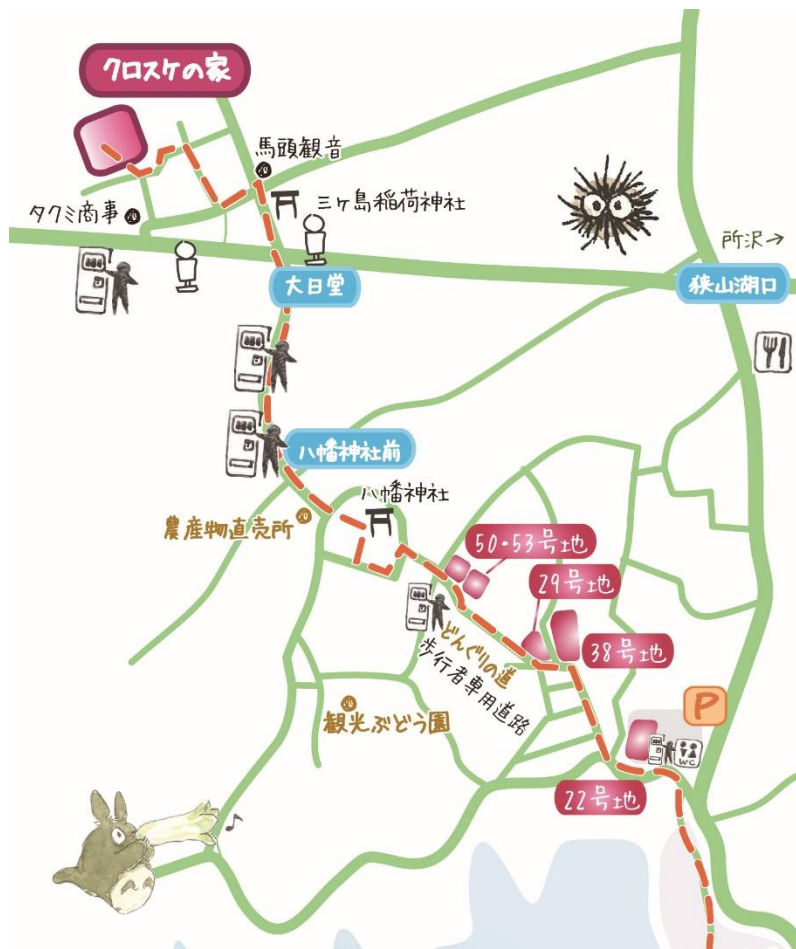 クロスケの家
馬頭観音
タクミ商事
三ヶ島稲荷神社
所沢→
大日堂
狭山湖口
八幡神社前
八幡神社
農産物直売所
50・53号地
29号地
どんぐりの道
歩行者専用道路
38号地
観光ぶどう園
P
WC
22号地